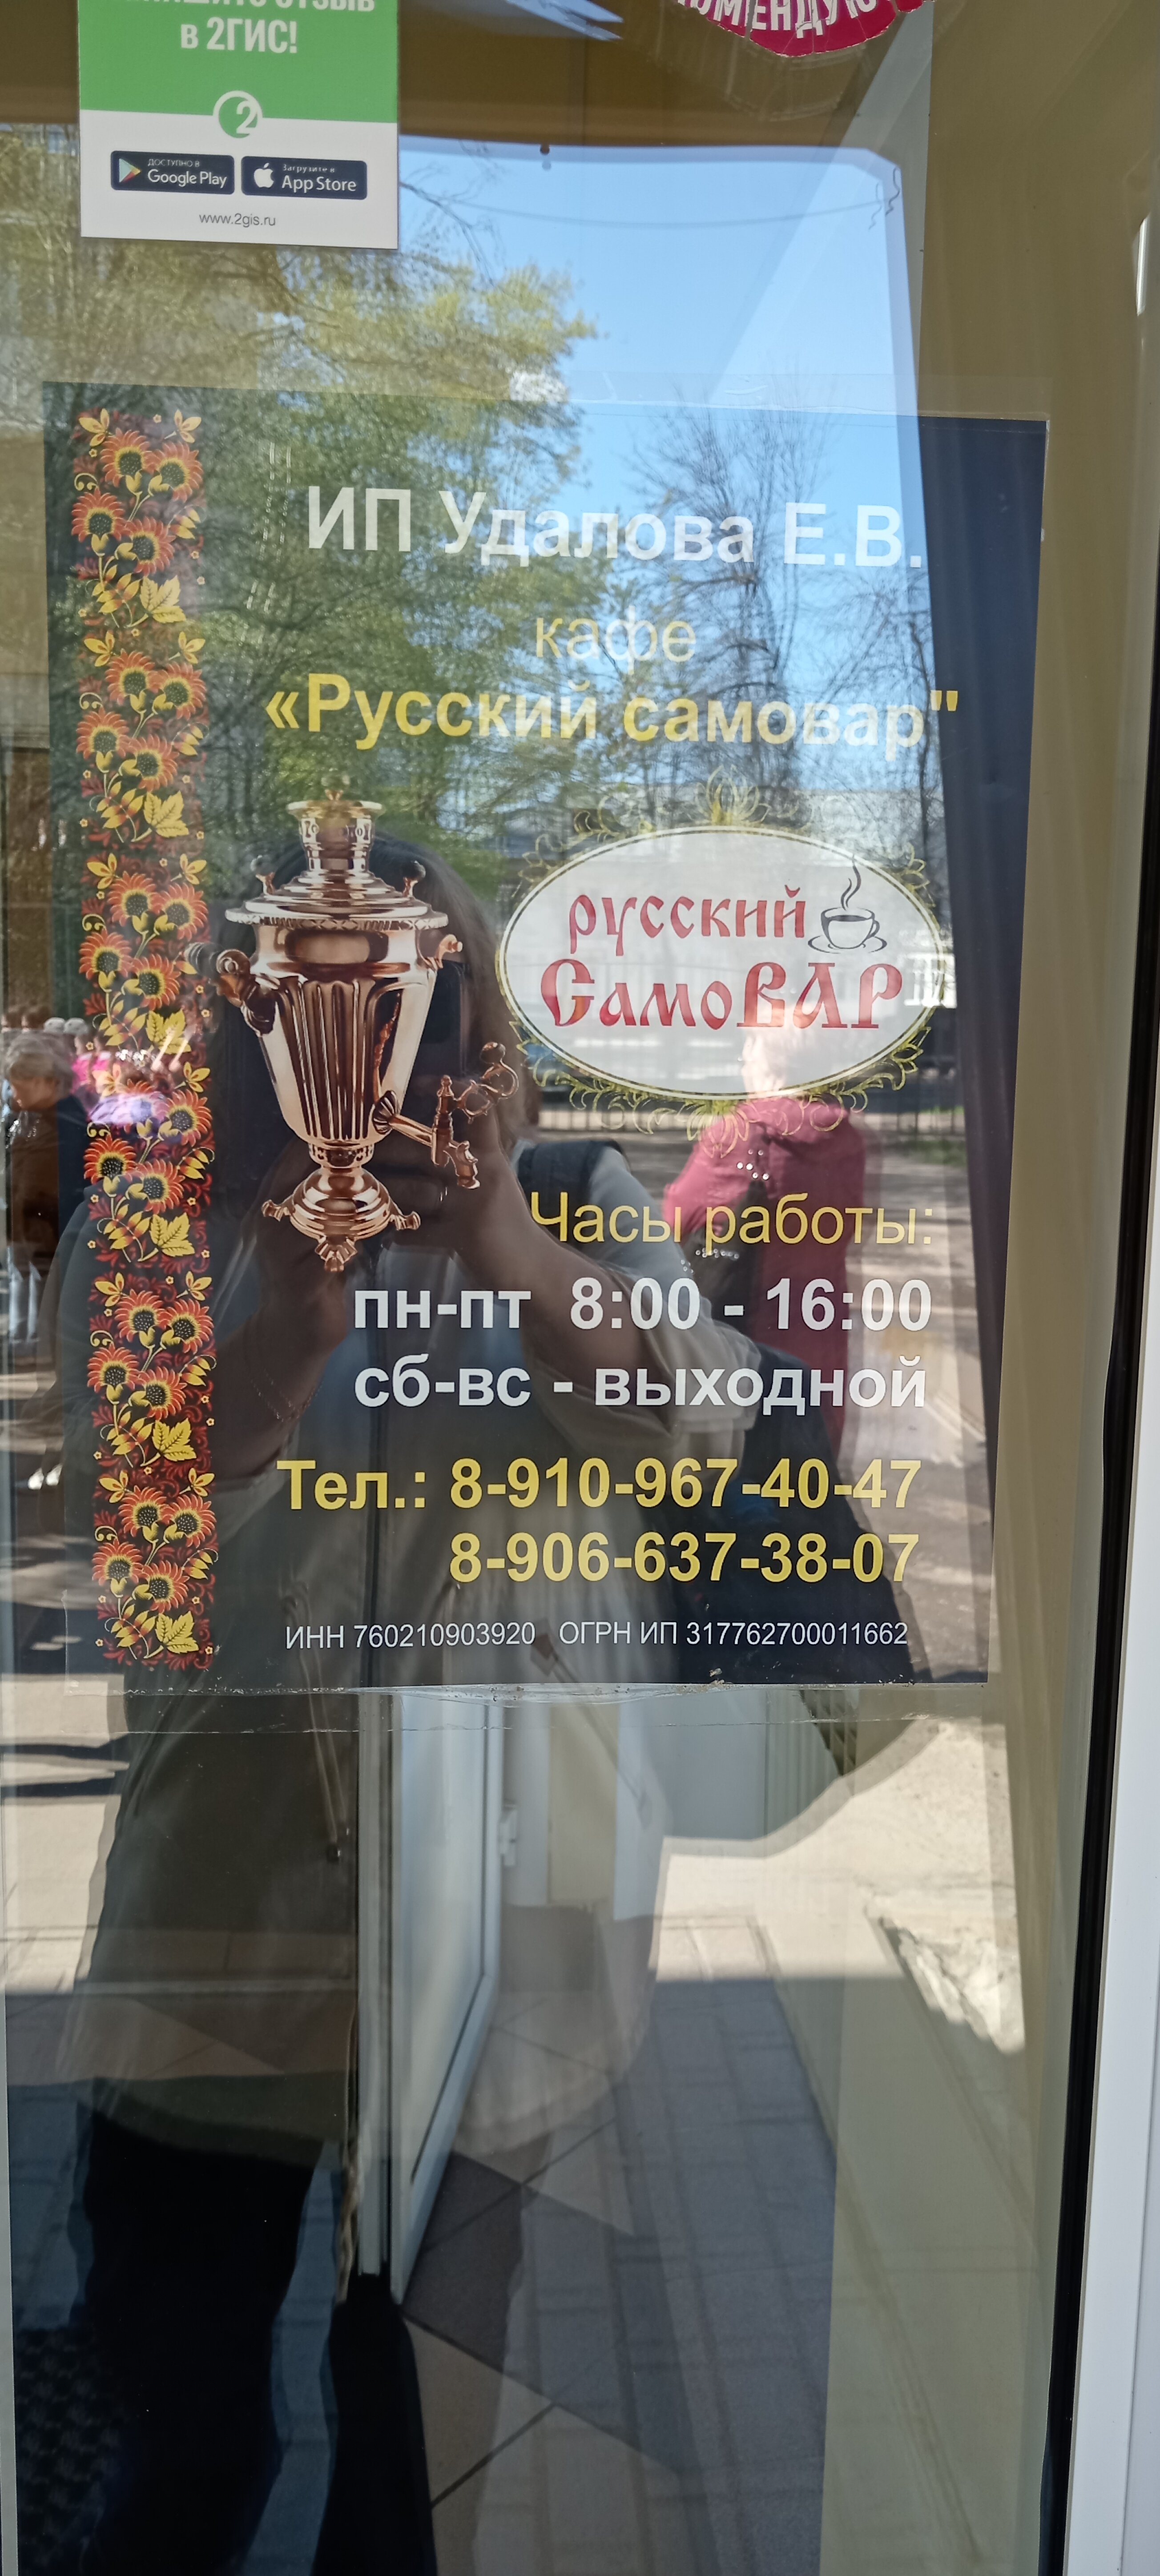 в 2ГИС!
ДОСТУПНО В
Google Play
Загрузите в
App Store
www.2gis.ru
ИП Удалова Е.В.
кафе
«Русский самовар"
русский
СамоВАР
Часы работы:
пн-пт 8:00 - 16:00
сб-вс - выходной
Тел.: 8-910-967-40-47
8-906-637-38-07
ИНН 760210903920 ОГРН ИП 317762700011662